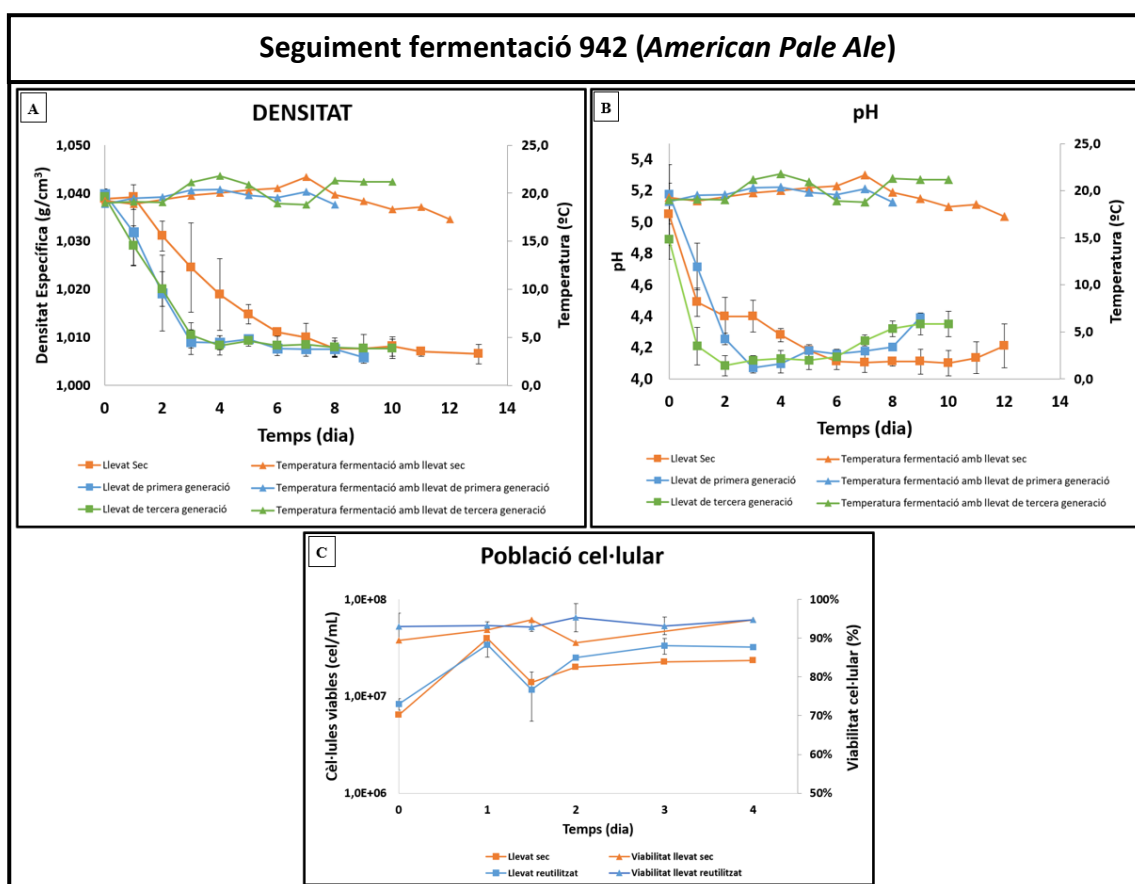 Seguiment fermentació 942 (American Pale Ale)
A
DENSITAT
1,050
1,040
1,030
1,020
1,010
1,000
Densitat Específica (g/cm³)
25,0
20,0
15,0
10,0
5,0
0,0
Temperatura (ºc)
0 2 4 6 8 10 12 14
Temps (dia)
Llevat Sec
Temperatura fermentació amb llevat sec
Llevat de primera generació
Temperatura fermentació amb llevat de primera generació
Llevat de tercera generació
Temperatura fermentació amb llevat de tercera generació
B
pH
5,4
5,2
5,0
4,8
4,6
4,4
4,2
4,0
pH
25,0
20,0
15,0
10,0
5,0
0,0
Temperatura (ºC)
0 2 4 6 8 10 12 14
Temps (dia)
Llevat Sec
Temperatura fermentació amb llevat sec
Llevat de primera generació
Temperatura fermentació amb llevat de primera generació
Llevat de tercera generació
Temperatura fermentació amb llevat de tercera generació
C
Població cel·lular
1,0E+08
1,0E+07
1,0E+06
Cèl·lules viables (cel/mL)
100%
90%
80%
70%
60%
50%
Viabilitat cel·lular (%)
0 1 2 3 4
Temps (dia)
Llevat sec
Viabilitat llevat sec
Llevat reutilitzat
Viabilitat llevat reutilitzat